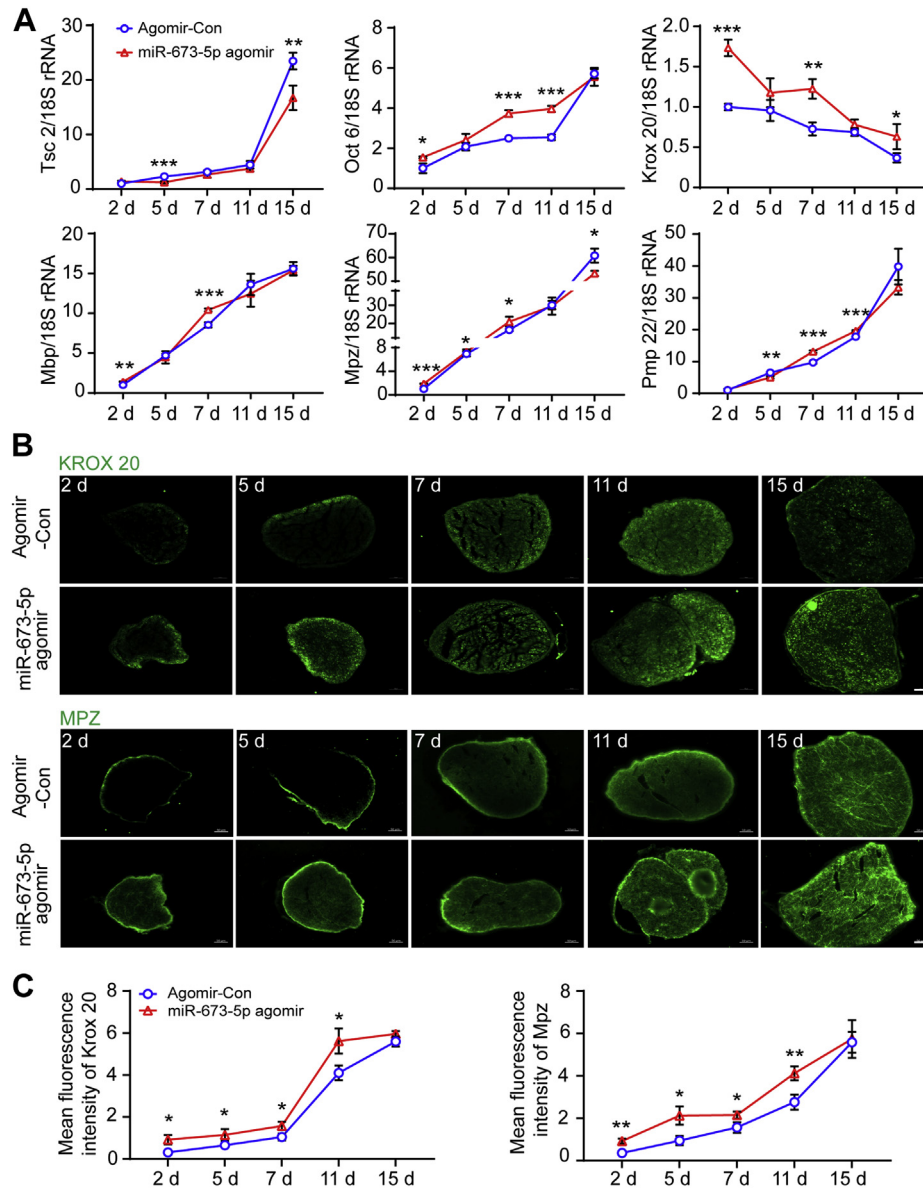 A
Agomir-Con
miR-673-5p agomir
Tsc 2/18S rRNA
30
20
10
0
***
**
2 d 5 d 7 d 11 d 15 d
Oct 6/18S rRNA
8
6
4
2
0
*
***
***
2 d 5 d 7 d 11 d 15 d
Krox 20/18S rRNA
2.0
1.5
1.0
0.5
0
***
**
*
2 d 5 d 7 d 11 d 15 d
Mbp/18S rRNA
20
15
10
5
0
**
***
2 d 5 d 7 d 11 d 15 d
Mpz/18S rRNA
70
60
50
30
20
10
8
4
0
***
*
*
*
2 d 5 d 7 d 11 d 15 d
Pmp 22/18S rRNA
50
40
30
20
10
0
**
***
***
2 d 5 d 7 d 11 d 15 d
B
KROX 20
Agomir
-Con
2 d 5 d 7 d 11 d 15 d
miR-673-5p
agomir
MPZ
Agomir
-Con
2 d 5 d 7 d 11 d 15 d
miR-673-5p
agomir
C
Agomir-Con
miR-673-5p agomir
Mean fluorescence
intensity of Krox 20
8
6
4
2
0
*
*
*
*
2 d 5 d 7 d 11 d 15 d
Mean fluorescence
intensity of Mpz
8
6
4
2
0
**
*
*
**
2 d 5 d 7 d 11 d 15 d